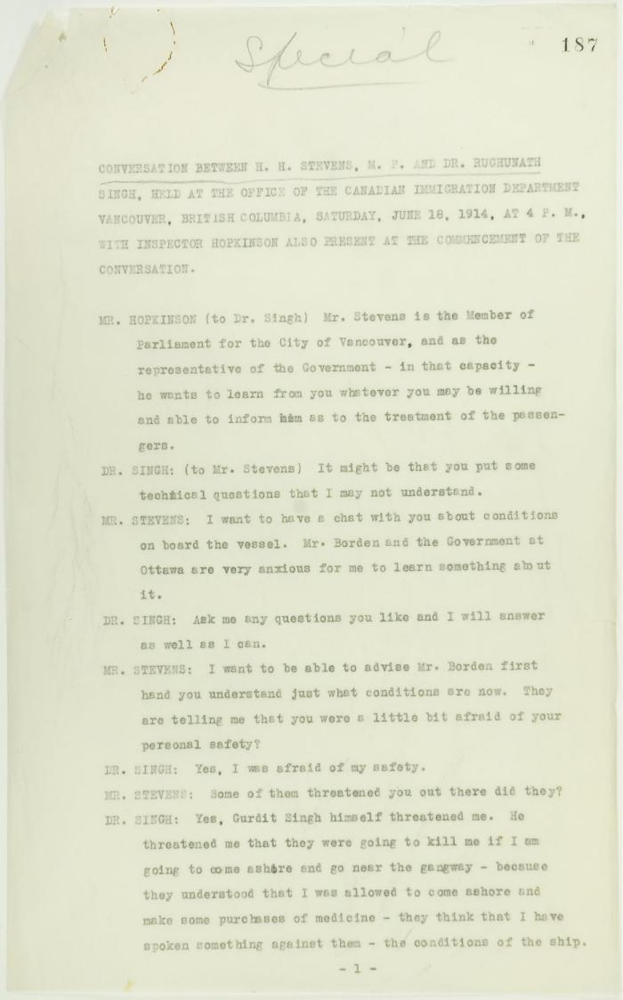 Special
187
CONVERSATION BETWEEN H. H. STEVENS, M. P. AND DR. RUGHUNATH
SINGH, HELD AT THE OFFICE OF THE CANADIAN IMMIGRATION DEPARTMENT
VANCOUVER, BRITISH COLUMBIA, SATURDAY, JUNE 18, 1914, AT 4 P. M.,
WITH INSPECTOR HOPKINSON ALSO PRESENT AT THE COMMENCEMENT OF THE
CONVERSATION.
MR. HOPKINSON (to Dr. Singh) Mr. Stevens is the Member of
Parliament for the City of Vancouver, and as the
representative of the Government - in that capacity -
he wants to learn from you whatever you may be willing
and able to inform him as to the treatment of the passen-
gers.
DR. SINGH: (to Mr. Stevens) It might be that you put some
technical questions that I may not understand.
MR. STEVENS: I want to have a chat with you about conditions
on board the vessel. Mr. Borden and the Government at
Ottawa are very anxious for me to learn something about
it.
DR. SINGH: Ask me any questions you like and I will answer
as well as I can.
MR. STEVENS: I want to be able to advise Mr. Borden first
hand you understand just what conditions are now. They
are telling me that you were a little bit afraid of your
personal safety?
DR. SINGH: Yes, I was afraid of my safety.
MR. STEVENS: Some of them threatened you out there did they?
DR. SINGH: Yes, Gurdit Singh himself threatened me. He
threatened me that they were going to kill me if I am
going to come ashore and go near the gangway - because
they understood that I was allowed to come ashore and
make some purchases of medicine - they think that I have
spoken something against them - the conditions of the ship.
- 1 -